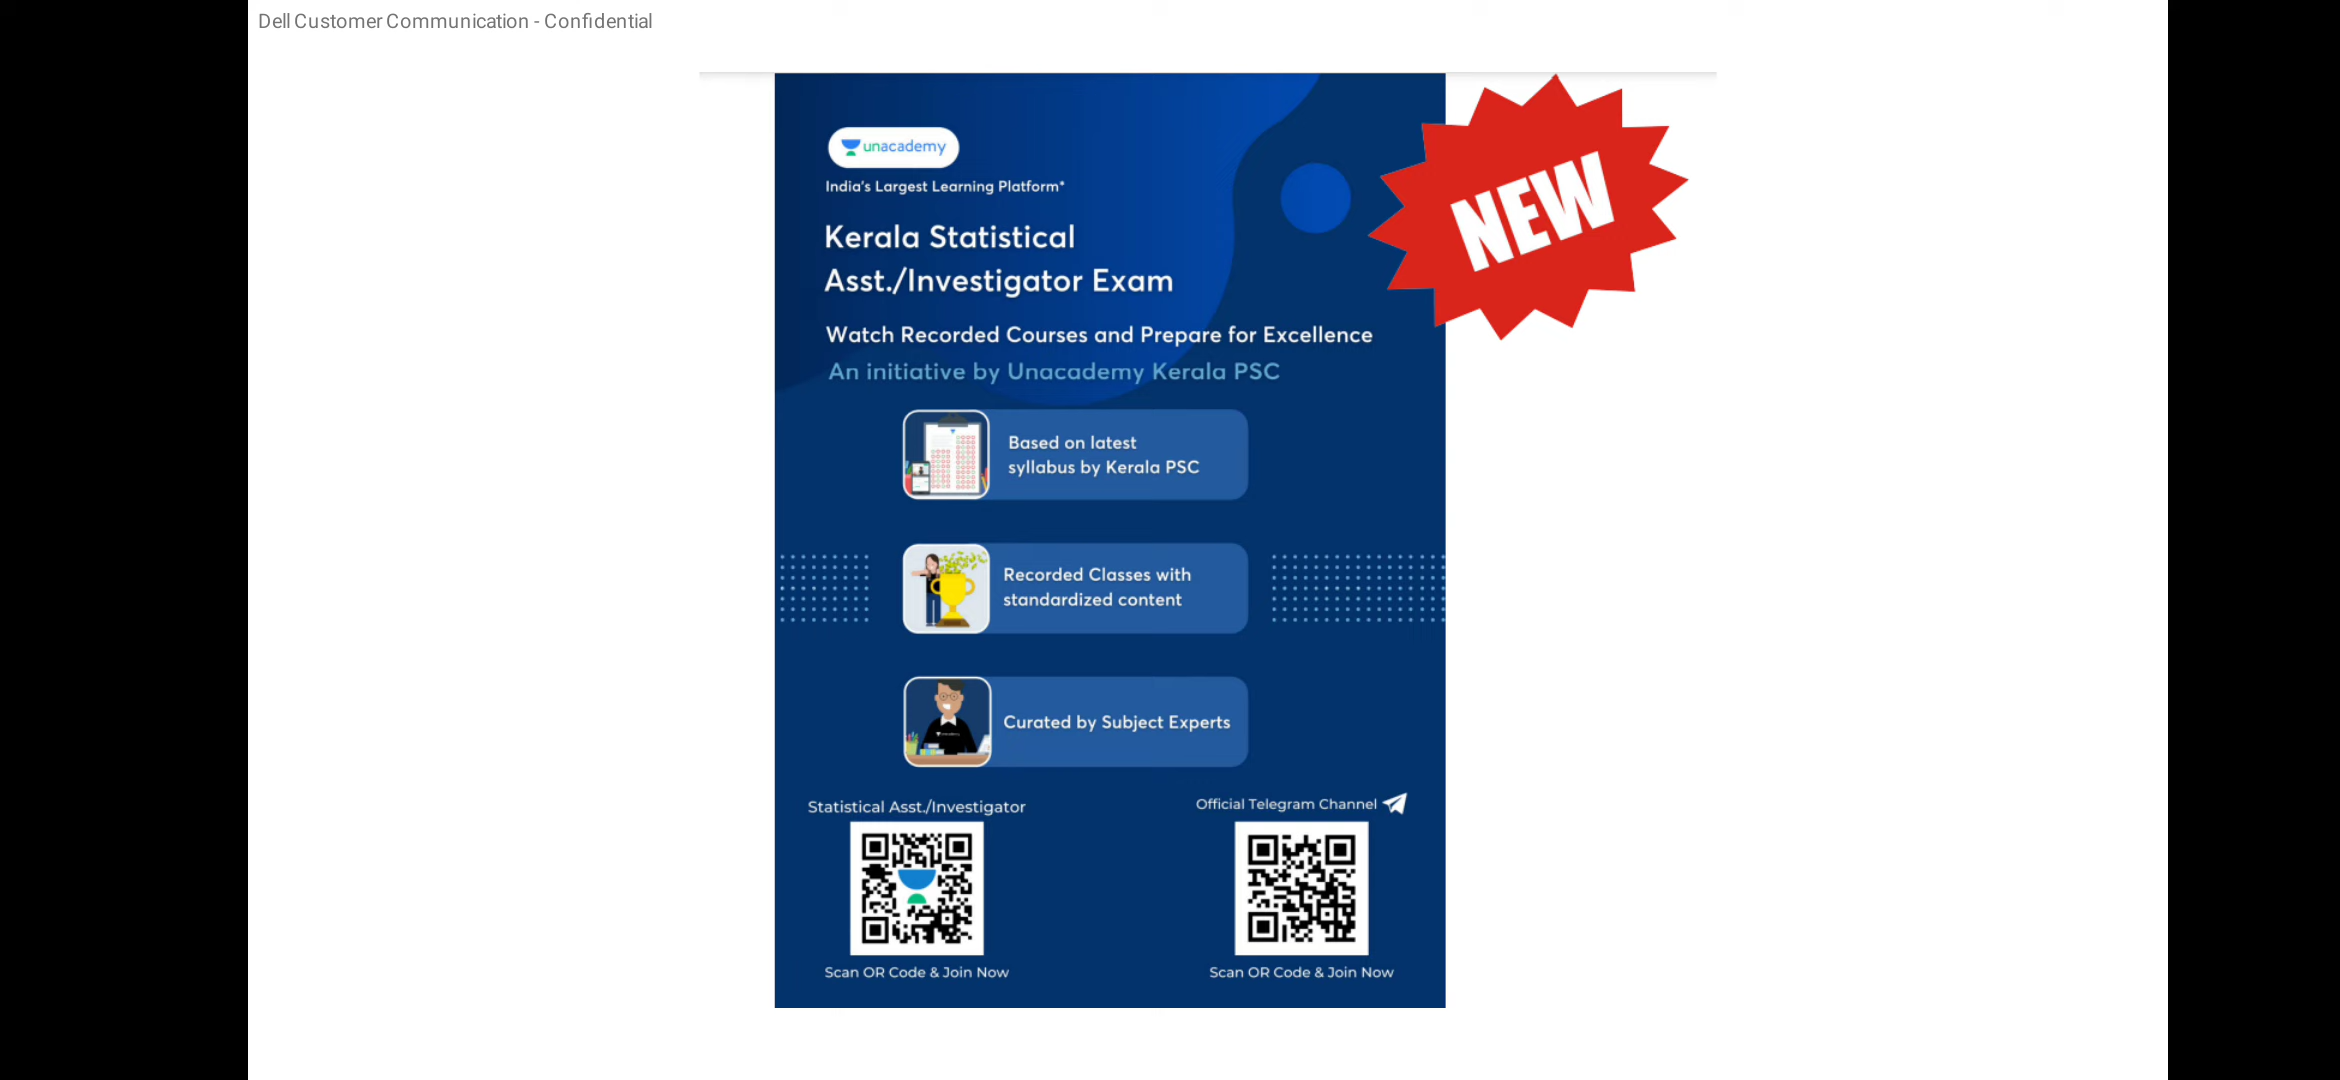 Dell Customer Communication - Confidential
unacademy
India's Largest Learning Platform*
Kerala Statistical
Asst./Investigator Exam
NEW
Watch Recorded Courses and Prepare for Excellence
An initiative by Unacademy Kerala PSC
Based on latest
syllabus by Kerala PSC
Recorded Classes with
standardized content
Curated by Subject Experts
Statistical Asst./Investigator
Official Telegram Channel
Scan OR Code & Join Now
Scan OR Code & Join Now